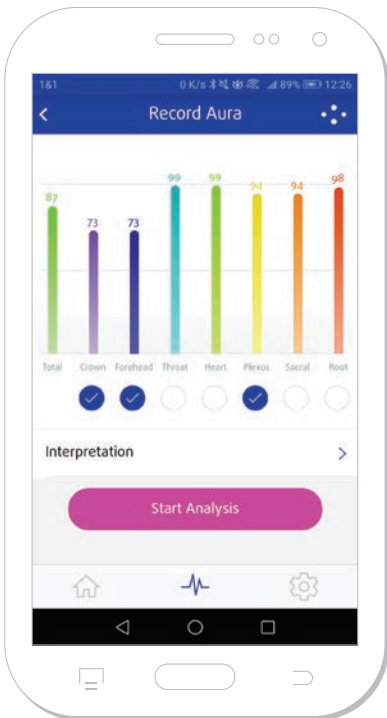 1&1 0 K/s 89% 12:26
Record Aura
87 73 73 99 99 94 94 98
Total Crown Forehead Throat Heart Plexus Sacral Root
Interpretation
Start Analysis